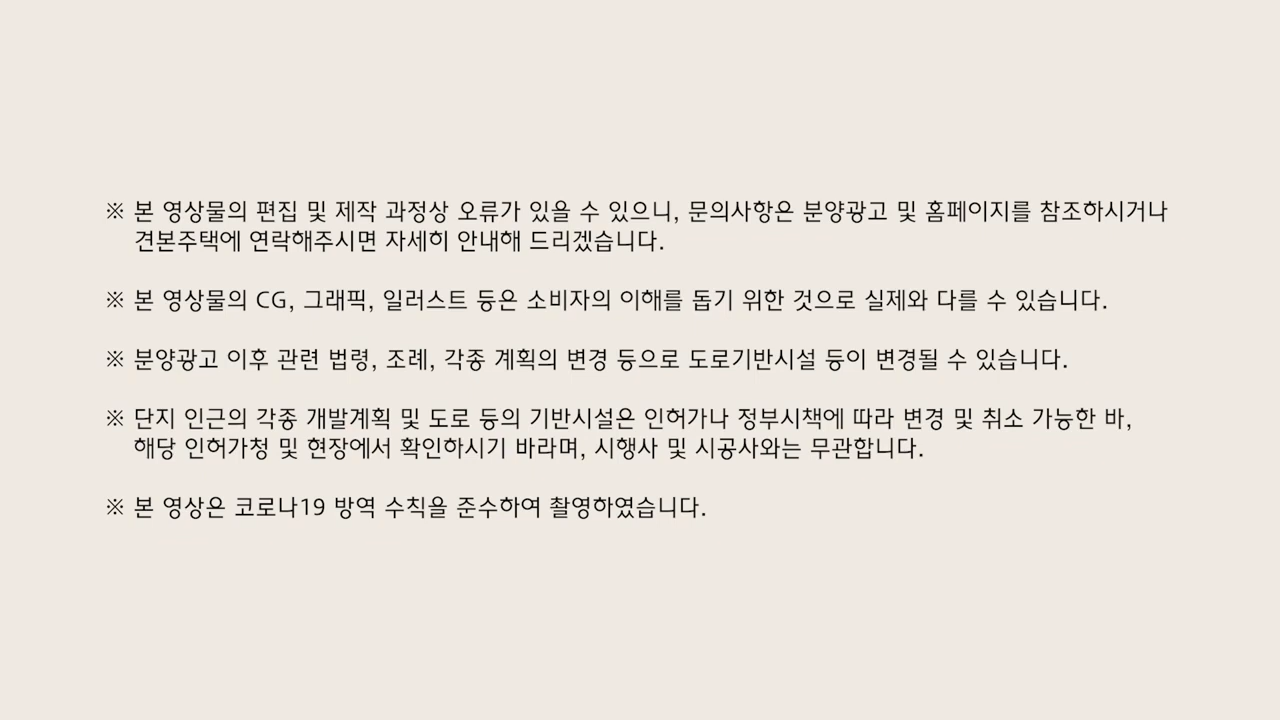 ※ 본 영상물의 편집 및 제작 과정상 오류가 있을 수 있으니, 문의사항은 분양광고 및 홈페이지를 참조하시거나
견본주택에 연락해주시면 자세히 안내해 드리겠습니다.
※ 본 영상물의 CG, 그래픽, 일러스트 등은 소비자의 이해를 돕기 위한 것으로 실제와 다를 수 있습니다.
※ 분양광고 이후 관련 법령, 조례, 각종 계획의 변경 등으로 도로기반시설 등이 변경될 수 있습니다.
※ 단지 인근의 각종 개발계획 및 도로 등의 기반시설은 인허가나 정부시책에 따라 변경 및 취소 가능한 바,
해당 인허가청 및 현장에서 확인하시기 바라며, 시행사 및 시공사와는 무관합니다.
※ 본 영상은 코로나19 방역 수칙을 준수하여 촬영하였습니다.